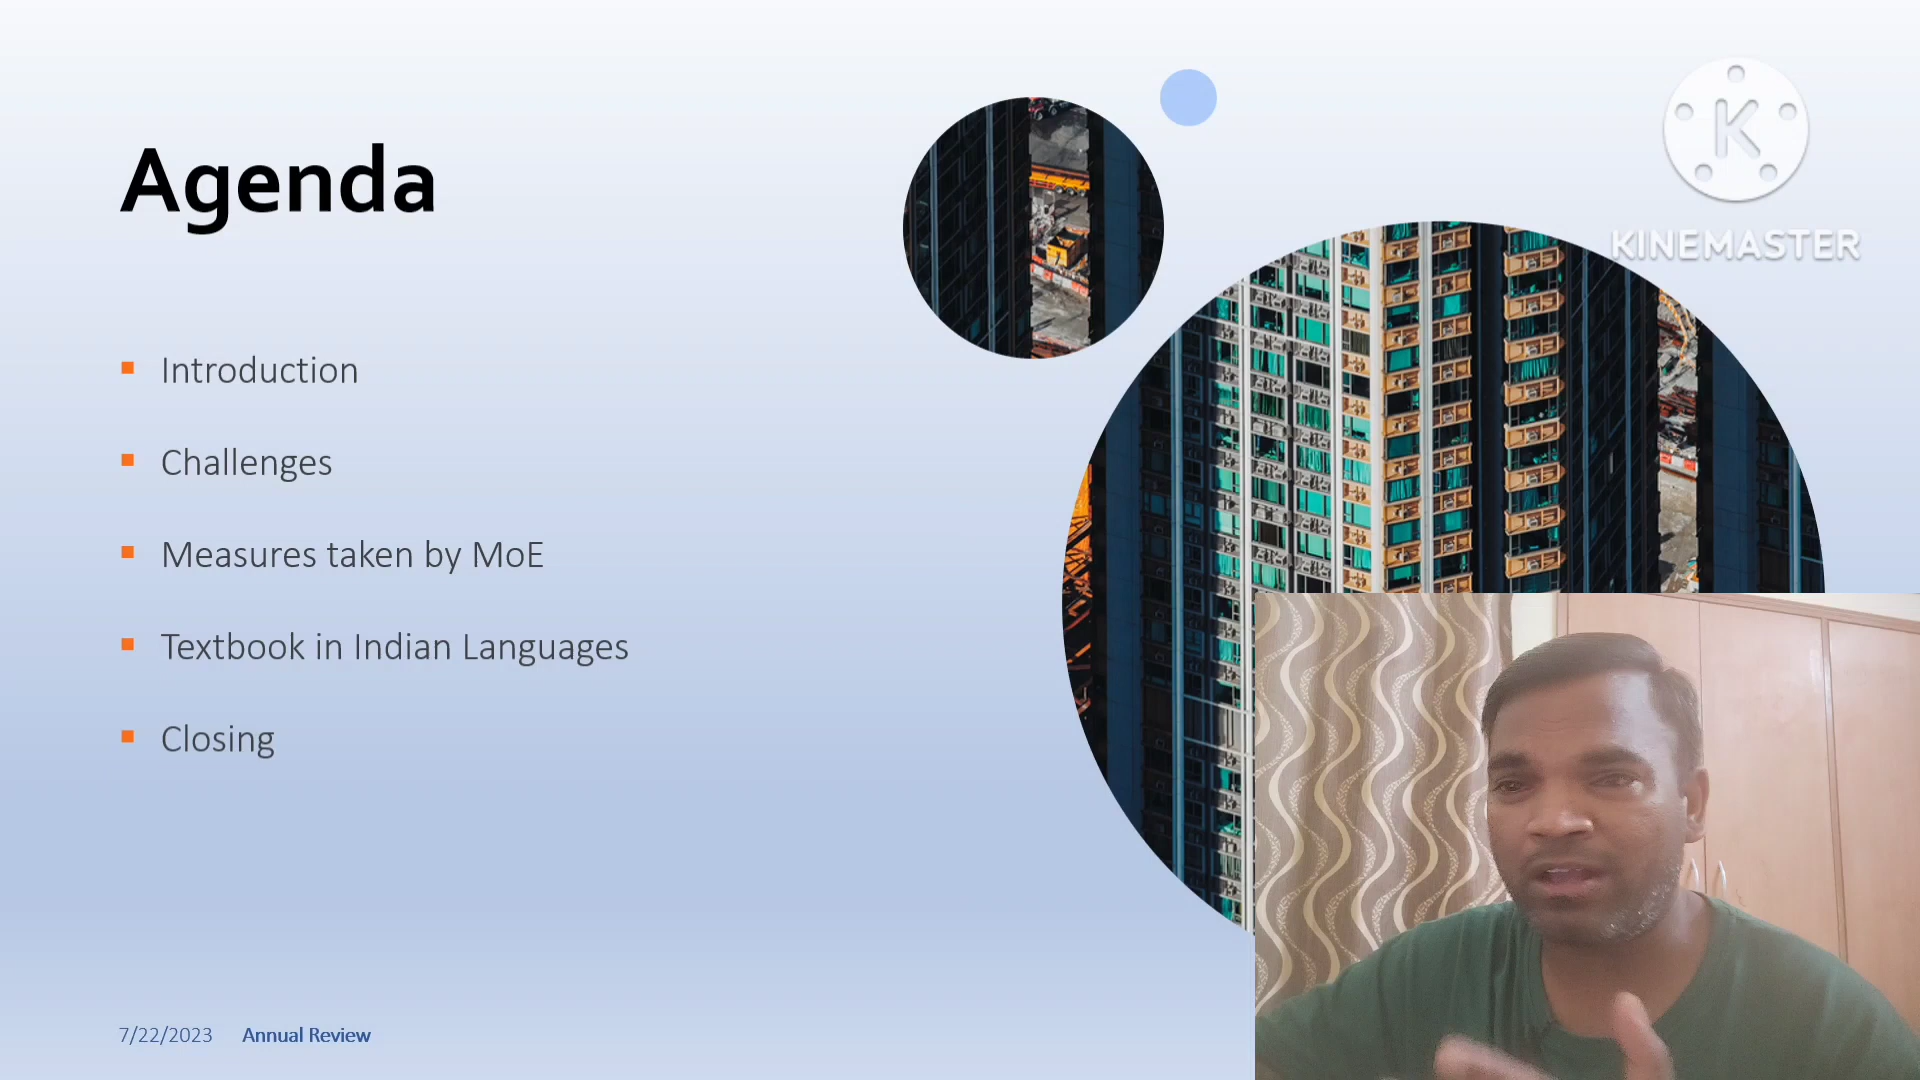 Agenda
Introduction
Challenges
Measures taken by MoE
Textbook in Indian Languages
Closing
7/22/2023 Annual Review
K
KINEMASTER